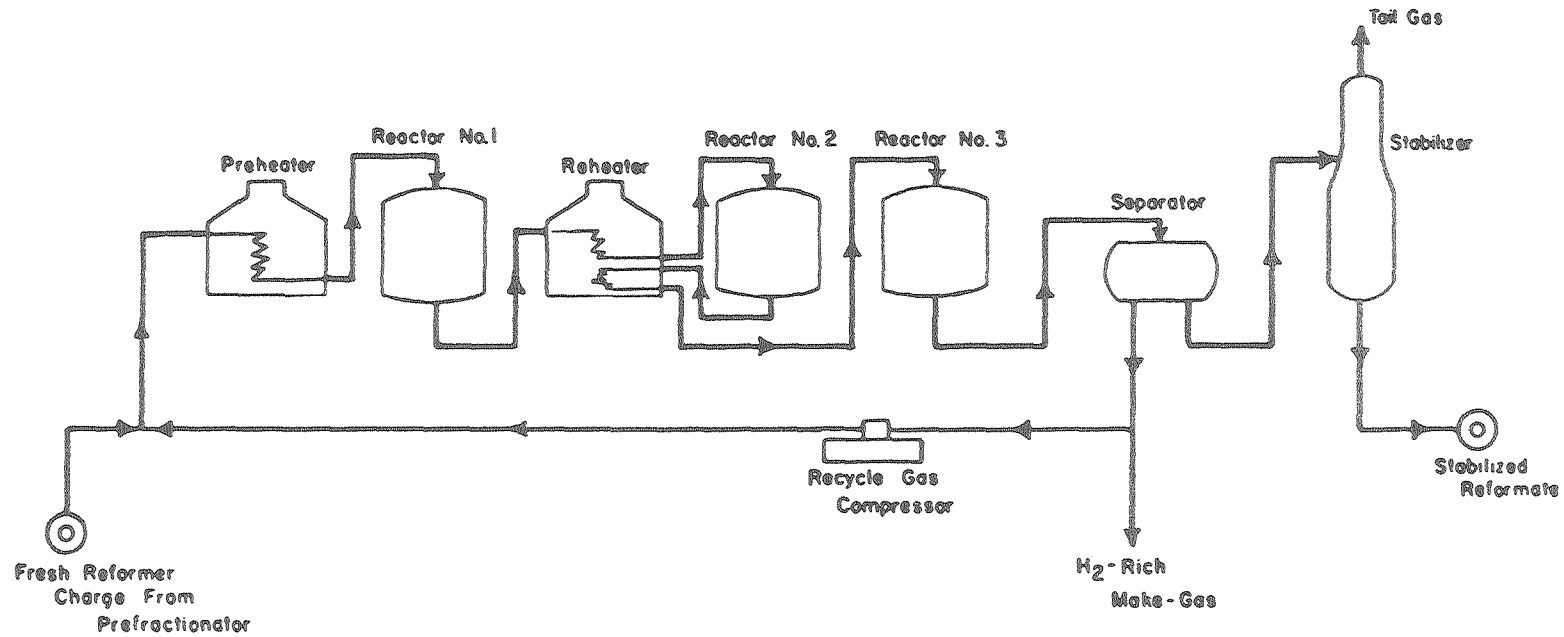 Tail Gas
Reactor No.1
Reactor No. 2
Reactor No. 3
Stabilizer
Preheater
Reheater
Separator
Stabilized
Reformate
Recycle Gas
Compressor
Fresh Reformer
Charge From
Prefractionator
H2-Rich
Make-Gas